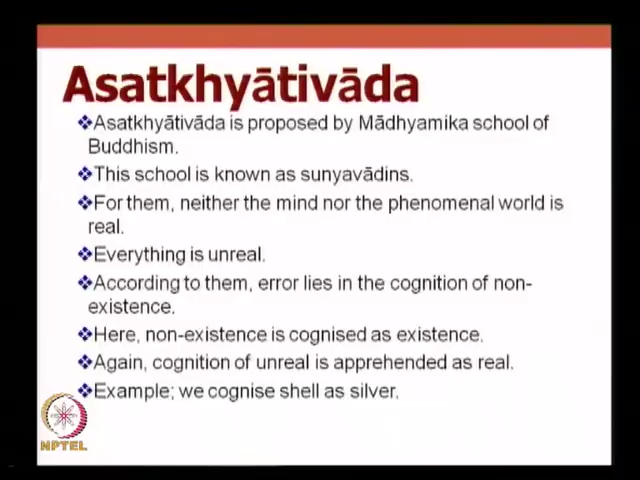 Asatkhyātivāda
❖Asatkhyātivāda is proposed by Mādhyamika school of
Buddhism.
❖This school is known as sunyavādins.
❖For them, neither the mind nor the phenomenal world is
real.
❖Everything is unreal.
❖According to them, error lies in the cognition of non-
existence.
❖Here, non-existence is cognised as existence.
❖Again, cognition of unreal is apprehended as real.
❖Example; we cognise shell as silver.
NPTEL